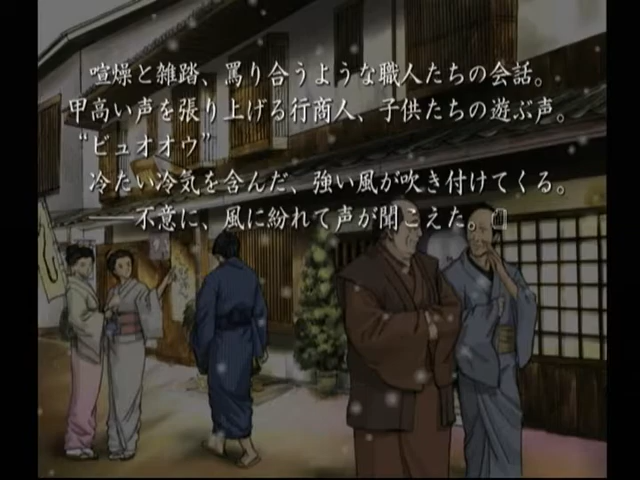 喧燥と雑踏、罵り合うような職人たちの会話。
甲高い声を張り上げる行商人、子供たちの遊ぶ声。
“ビュオオウ”
冷たい冷気を含んだ、強い風が吹き付けてくる。
――不意に、風に紛れて声が聞こえた。